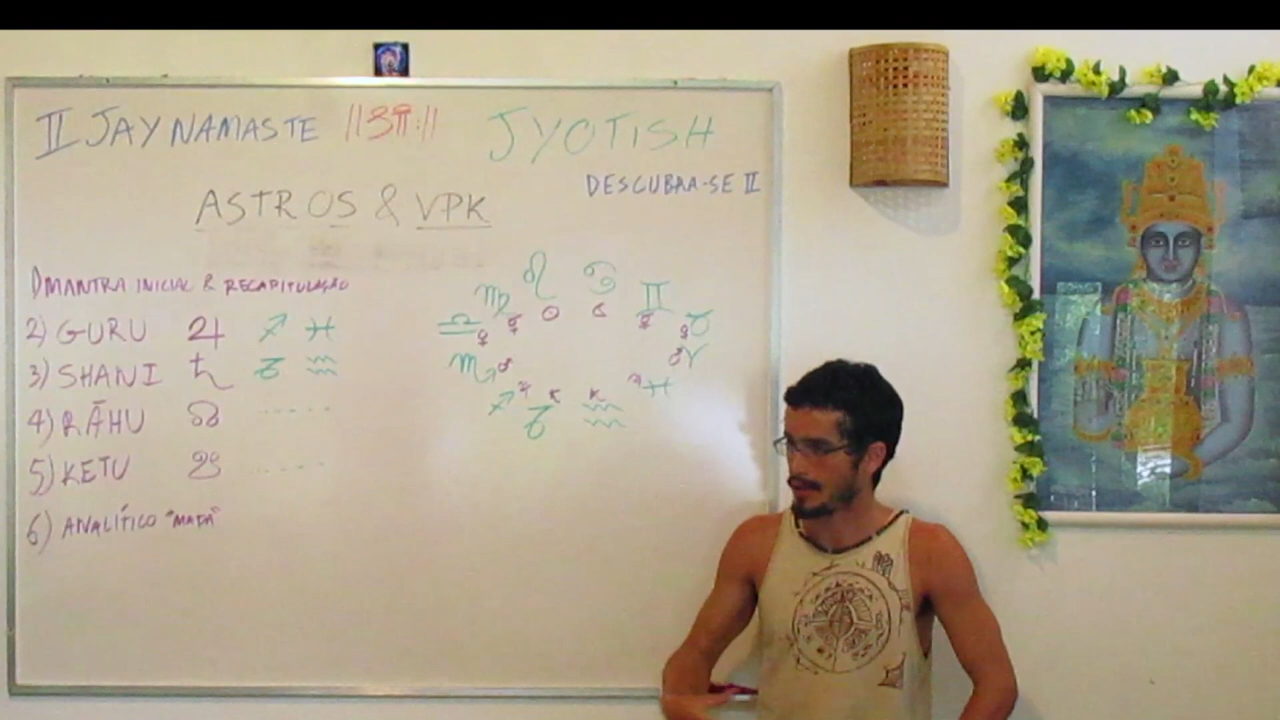 II JAY NAMASTE ||ॐ:|| JYOTISH
DESCUBRA-SE II
ASTROS & VPK
1) MANTRA INICIAL & RECAPITULAÇÃO
2) GURU ♃ ♐ ♓
3) SHANI ♄ ♑ ♒
4) RĀHU ☊ ......
5) KETU ☋ ......
6) ANALÍTICO "MAPA"
♌ ♋
♍ ☉ ☾ ♊
♎ ♀ ☿ ☿ ♀ ♉
♏ ♂ ♂ ♈
♐ ♃ ♄ ♄ ♃ ♓
♑ ♒